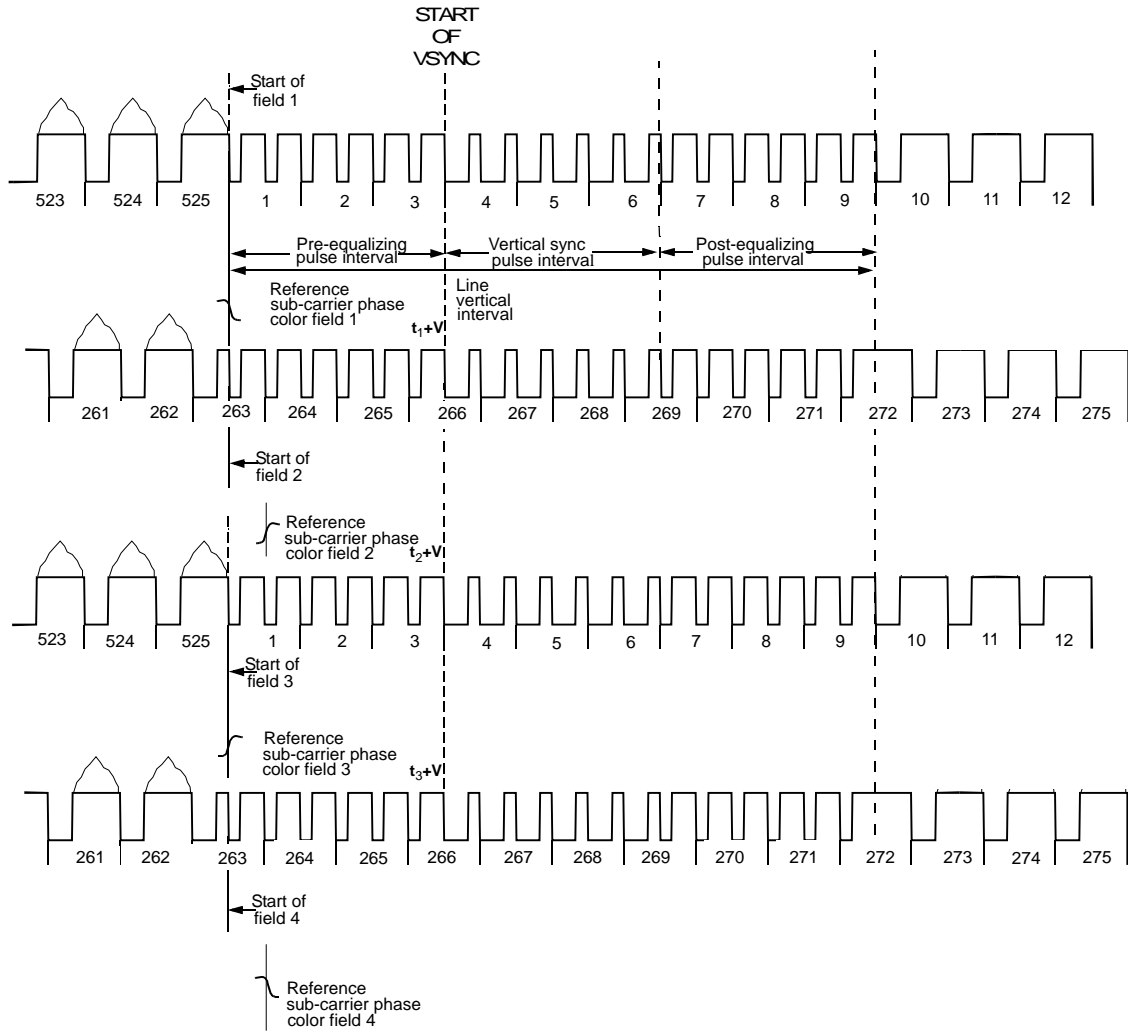 START
OF
VSYNC
Start of
field 1
523 524 525 1 2 3 4 5 6 7 8 9 10 11 12
Pre-equalizing
pulse interval
Vertical sync
pulse interval
Post-equalizing
pulse interval
Reference
sub-carrier phase
color field 1
Line
vertical
interval
t1+V
261 262 263 264 265 266 267 268 269 270 271 272 273 274 275
Start of
field 2
Reference
sub-carrier phase
color field 2
t2+V
523 524 525 1 2 3 4 5 6 7 8 9 10 11 12
Start of
field 3
Reference
sub-carrier phase
color field 3
t3+V
261 262 263 264 265 266 267 268 269 270 271 272 273 274 275
Start of
field 4
Reference
sub-carrier phase
color field 4